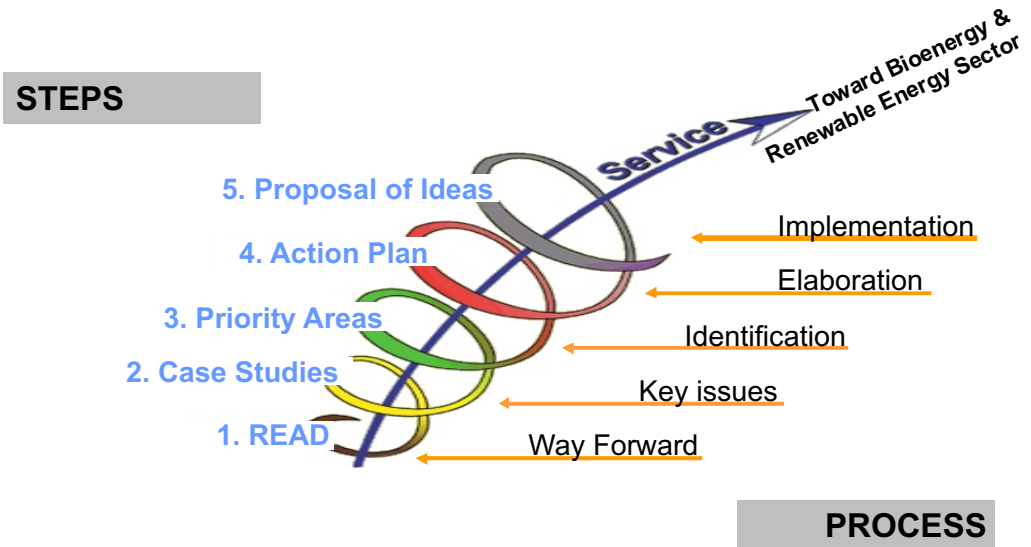 Toward Bioenergy &
Renewable Energy Sector
STEPS
Service
5. Proposal of Ideas
Implementation
4. Action Plan
Elaboration
3. Priority Areas
Identification
2. Case Studies
Key issues
1. READ
Way Forward
PROCESS